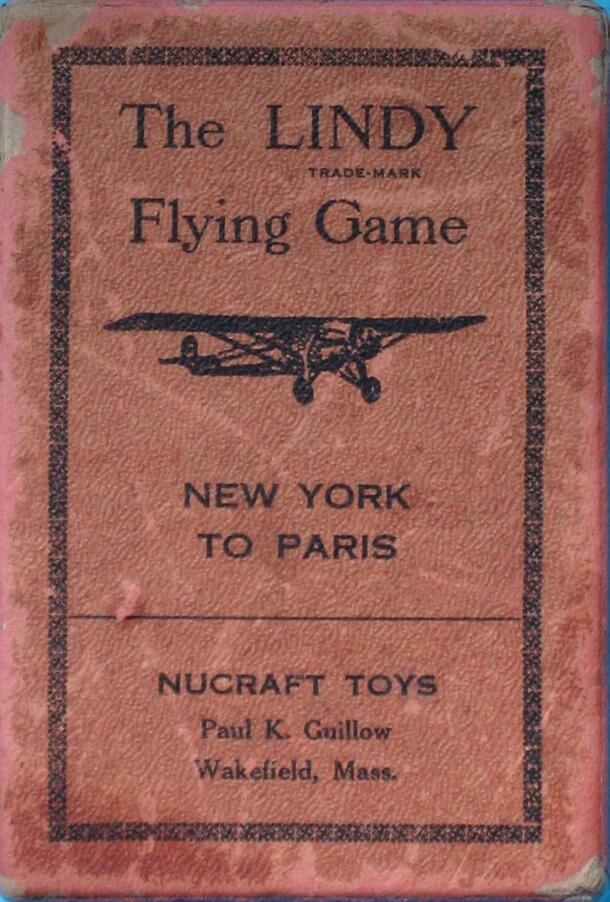 The LINDY
TRADE-MARK
Flying Game
NEW YORK
TO PARIS
NUCRAFT TOYS
Paul K. Guillow
Wakefield, Mass.